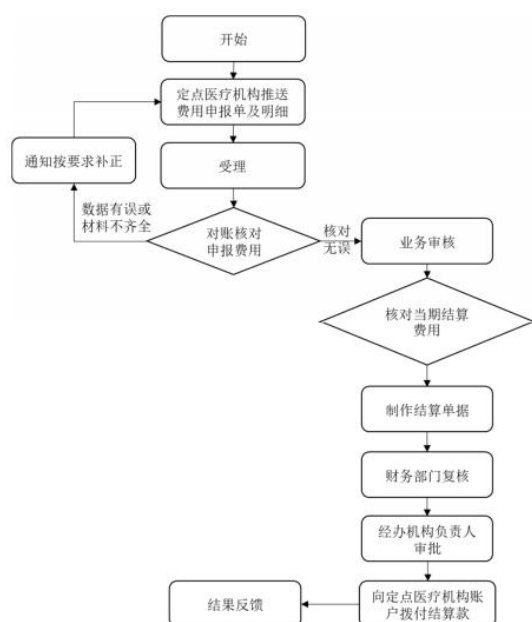 开始
定点医疗机构推送
费用申报单及明细
通知按要求补正
受理
数据有误或
材料不齐全
对账核对
申报费用
核对
无误
业务审核
核对当期结算
费用
制作结算单据
财务部门复核
经办机构负责人
审批
结果反馈
向定点医疗机构账
户拨付结算款